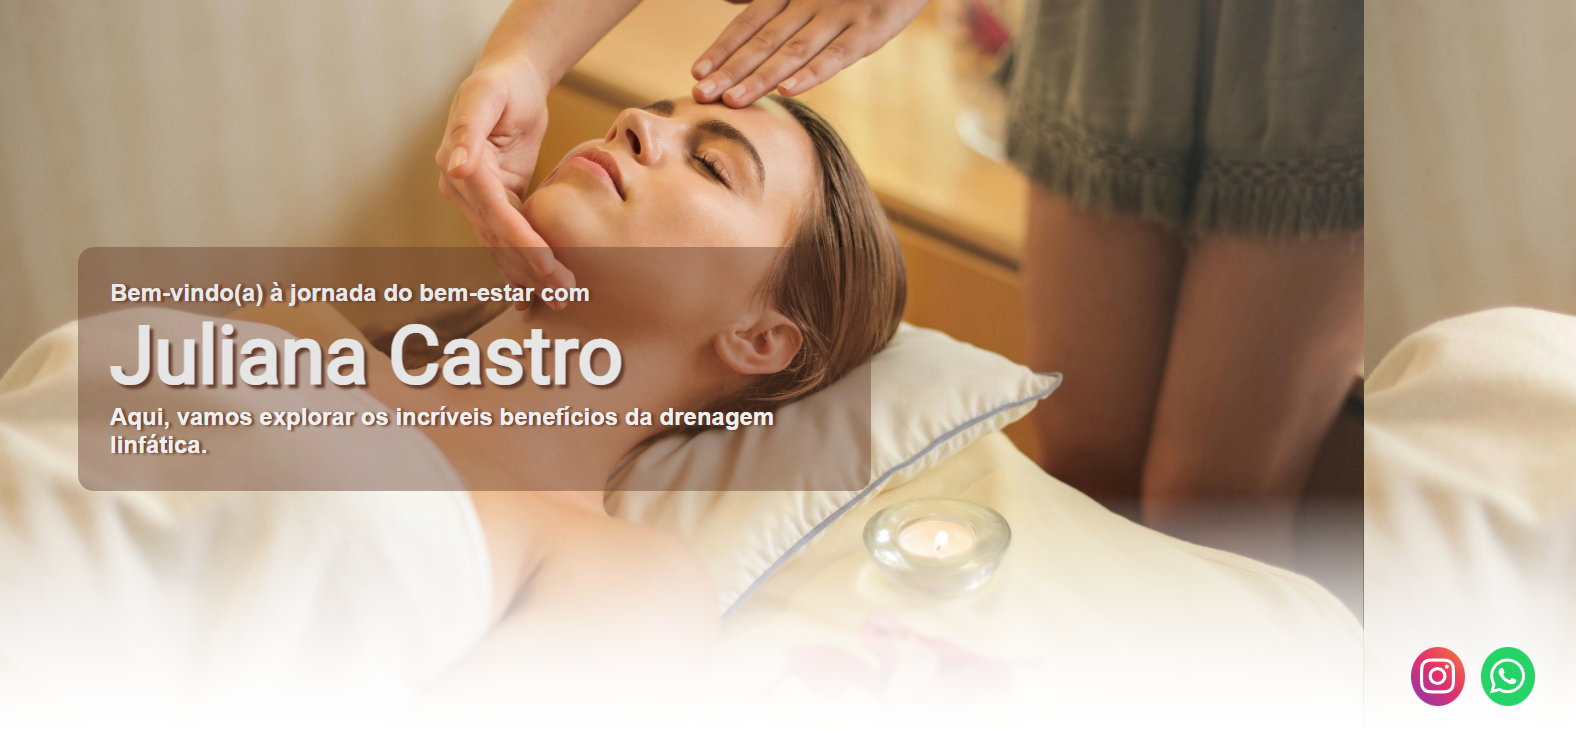 Bem-vindo(a) à jornada do bem-estar com
Juliana Castro
Aqui, vamos explorar os incríveis benefícios da drenagem
linfática.